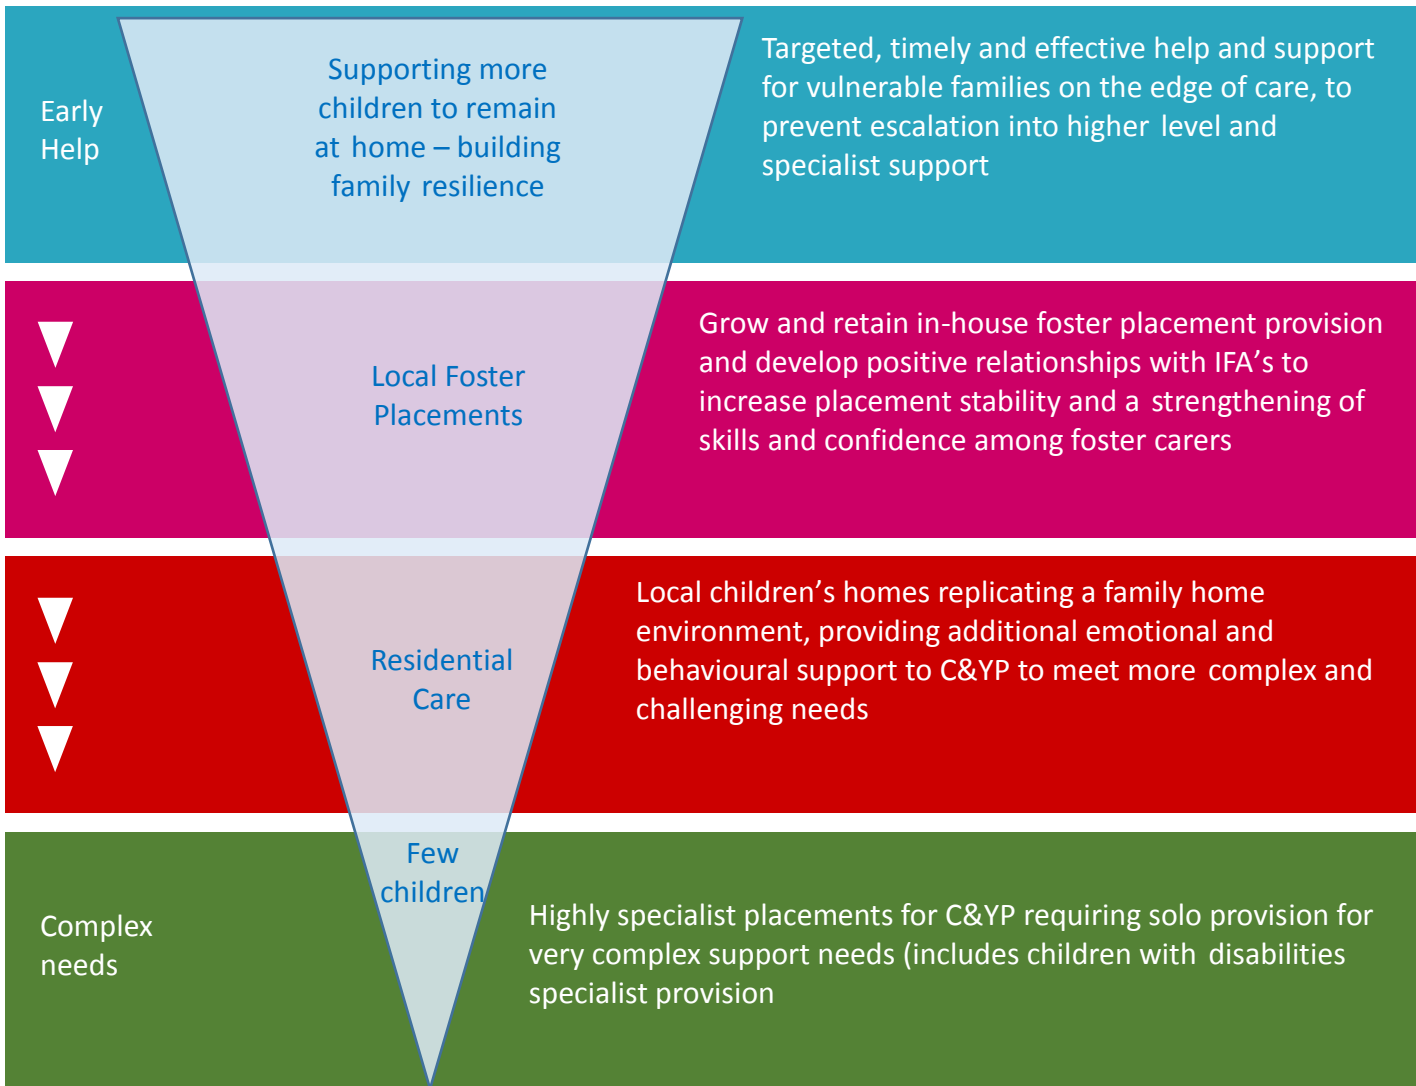 Early
Help
Supporting more
children to remain
at home – building
family resilience
Targeted, timely and effective help and support
for vulnerable families on the edge of care, to
prevent escalation into higher level and
specialist support
Local Foster
Placements
Grow and retain in-house foster placement provision
and develop positive relationships with IFA’s to
increase placement stability and a strengthening of
skills and confidence among foster carers
Residential
Care
Local children’s homes replicating a family home
environment, providing additional emotional and
behavioural support to C&YP to meet more complex and
challenging needs
Few
children
Complex
needs
Highly specialist placements for C&YP requiring solo provision for
very complex support needs (includes children with disabilities
specialist provision